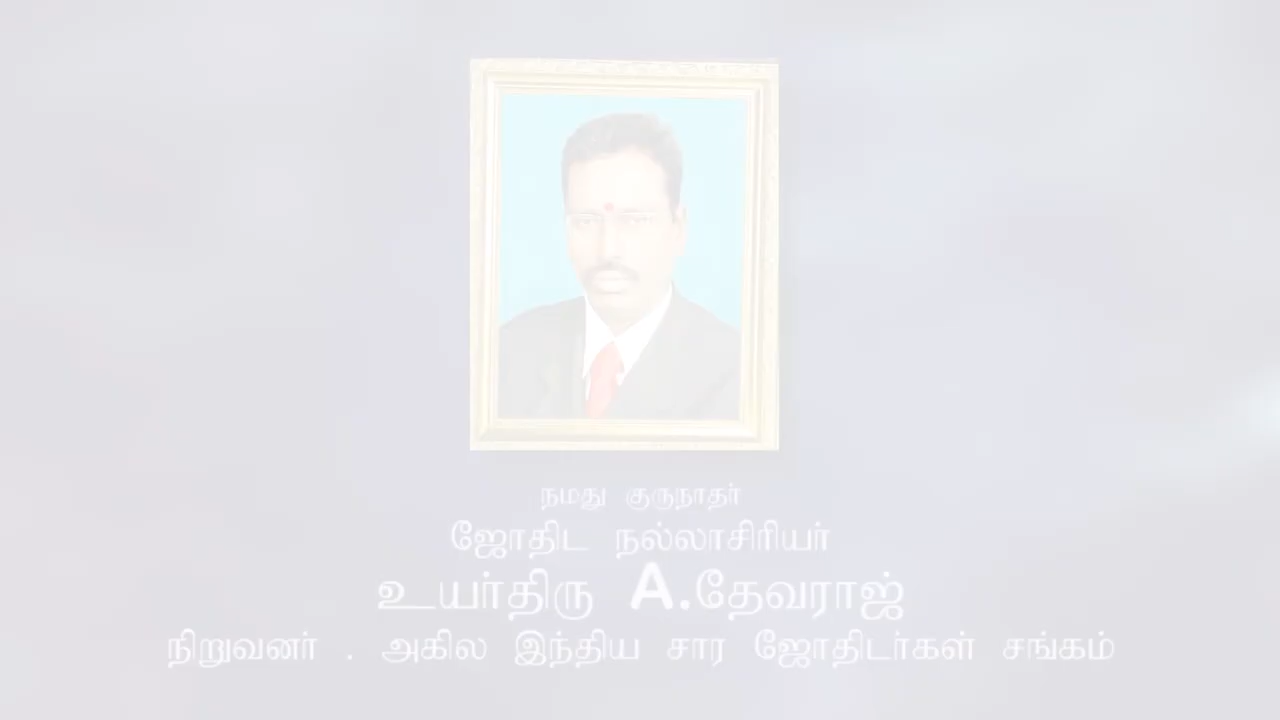 நமது குருநாதர்
ஜோதிட நல்லாசிரியர்
உயர்திரு A.தேவராஜ்
நிறுவனர் . அகில இந்திய சார ஜோதிடர்கள் சங்கம்